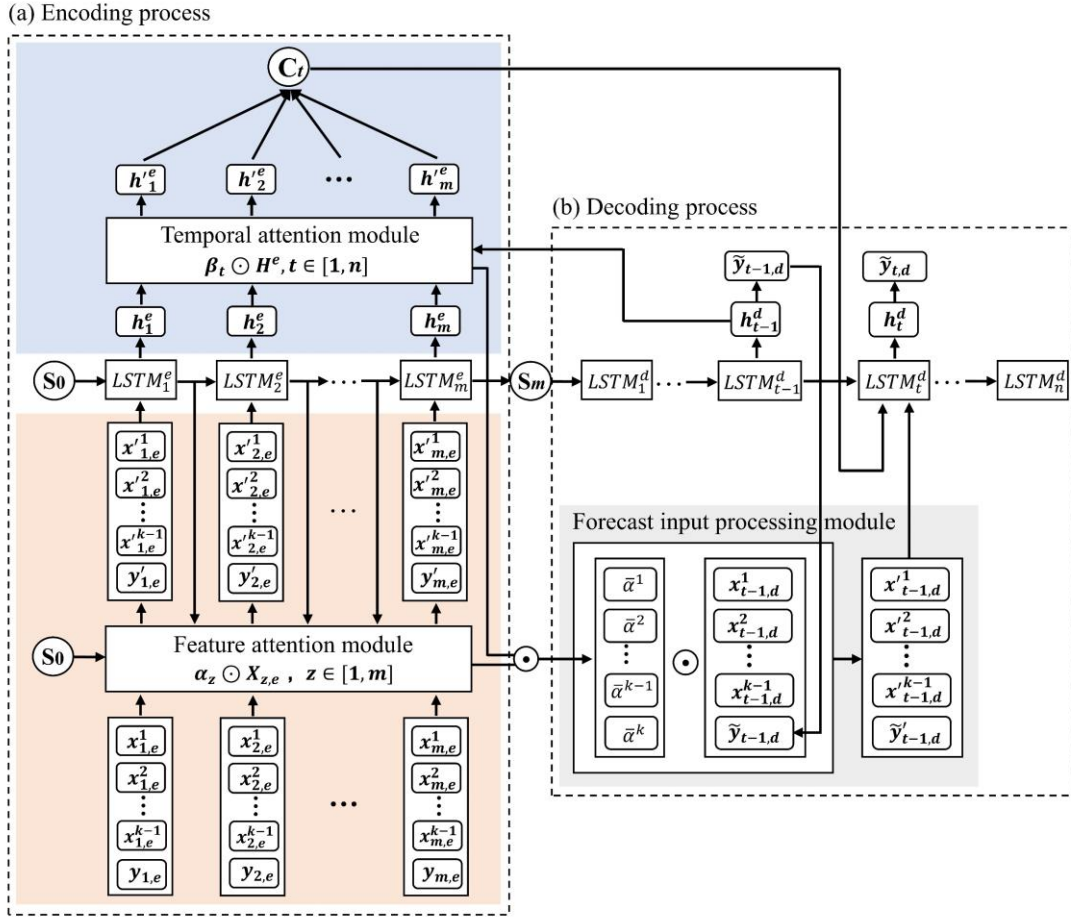 (a) Encoding process
C_t
h'^e_1 h'^e_2 ... h'^e_m
Temporal attention module
β_t ⊙ H^e, t ∈ [1, n]
h^e_1 h^e_2 h^e_m
(b) Decoding process
ỹ_{t-1,d} ỹ_{t,d}
h^d_{t-1} h^d_t
S0 LSTM^e_1 LSTM^e_2 ... LSTM^e_m S_m LSTM^d_1 ... LSTM^d_{t-1} LSTM^d_t ... LSTM^d_n
x'^1_{1,e} x'^1_{2,e} x'^1_{m,e}
x'^2_{1,e} x'^2_{2,e} x'^2_{m,e}
⋮ ⋮ ... ⋮
x'^{k-1}_{1,e} x'^{k-1}_{2,e} x'^{k-1}_{m,e}
y'_{1,e} y'_{2,e} y'_{m,e}
S0
Feature attention module
α_z ⊙ X_{z,e} , z ∈ [1, m]
x^1_{1,e} x^1_{2,e} x^1_{m,e}
x^2_{1,e} x^2_{2,e} x^2_{m,e}
⋮ ⋮ ... ⋮
x^{k-1}_{1,e} x^{k-1}_{2,e} x^{k-1}_{m,e}
y_{1,e} y_{2,e} y_{m,e}
Forecast input processing module
ᾱ^1 x^1_{t-1,d} x'^1_{t-1,d}
ᾱ^2 x^2_{t-1,d} x'^2_{t-1,d}
⋮ ⊙ ⋮ ⋮
ᾱ^{k-1} x^{k-1}_{t-1,d} x'^{k-1}_{t-1,d}
ᾱ^k ỹ_{t-1,d} ỹ'_{t-1,d}